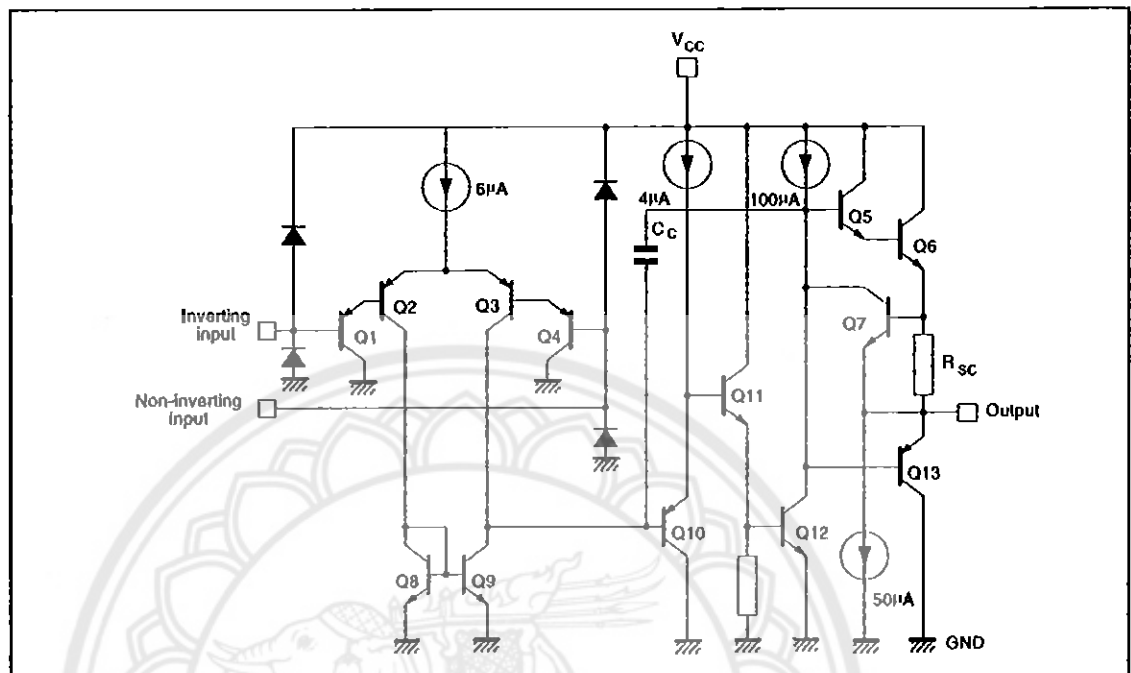 VCC
6µA
4µA
100µA
CC
Q5
Q6
Q2
Q3
Inverting
input
Q1
Q4
Q7
RSC
Non-inverting
input
Q11
Output
Q13
Q10
Q12
Q8
Q9
50µA
GND